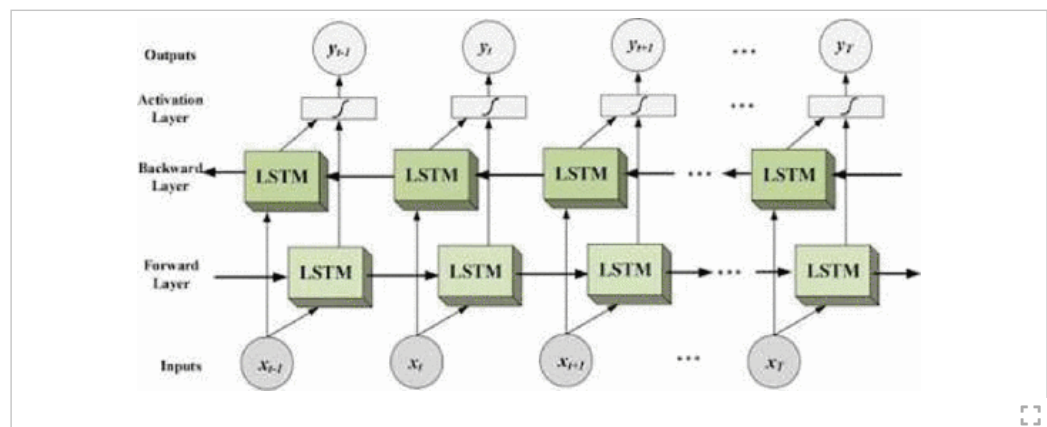 Outputs y_{t-1} y_t y_{t+1} ... y_T
Activation
Layer ...
Backward
Layer LSTM LSTM LSTM ... LSTM
Forward
Layer LSTM LSTM LSTM ... LSTM
Inputs x_{t-1} x_t x_{t+1} ... x_T